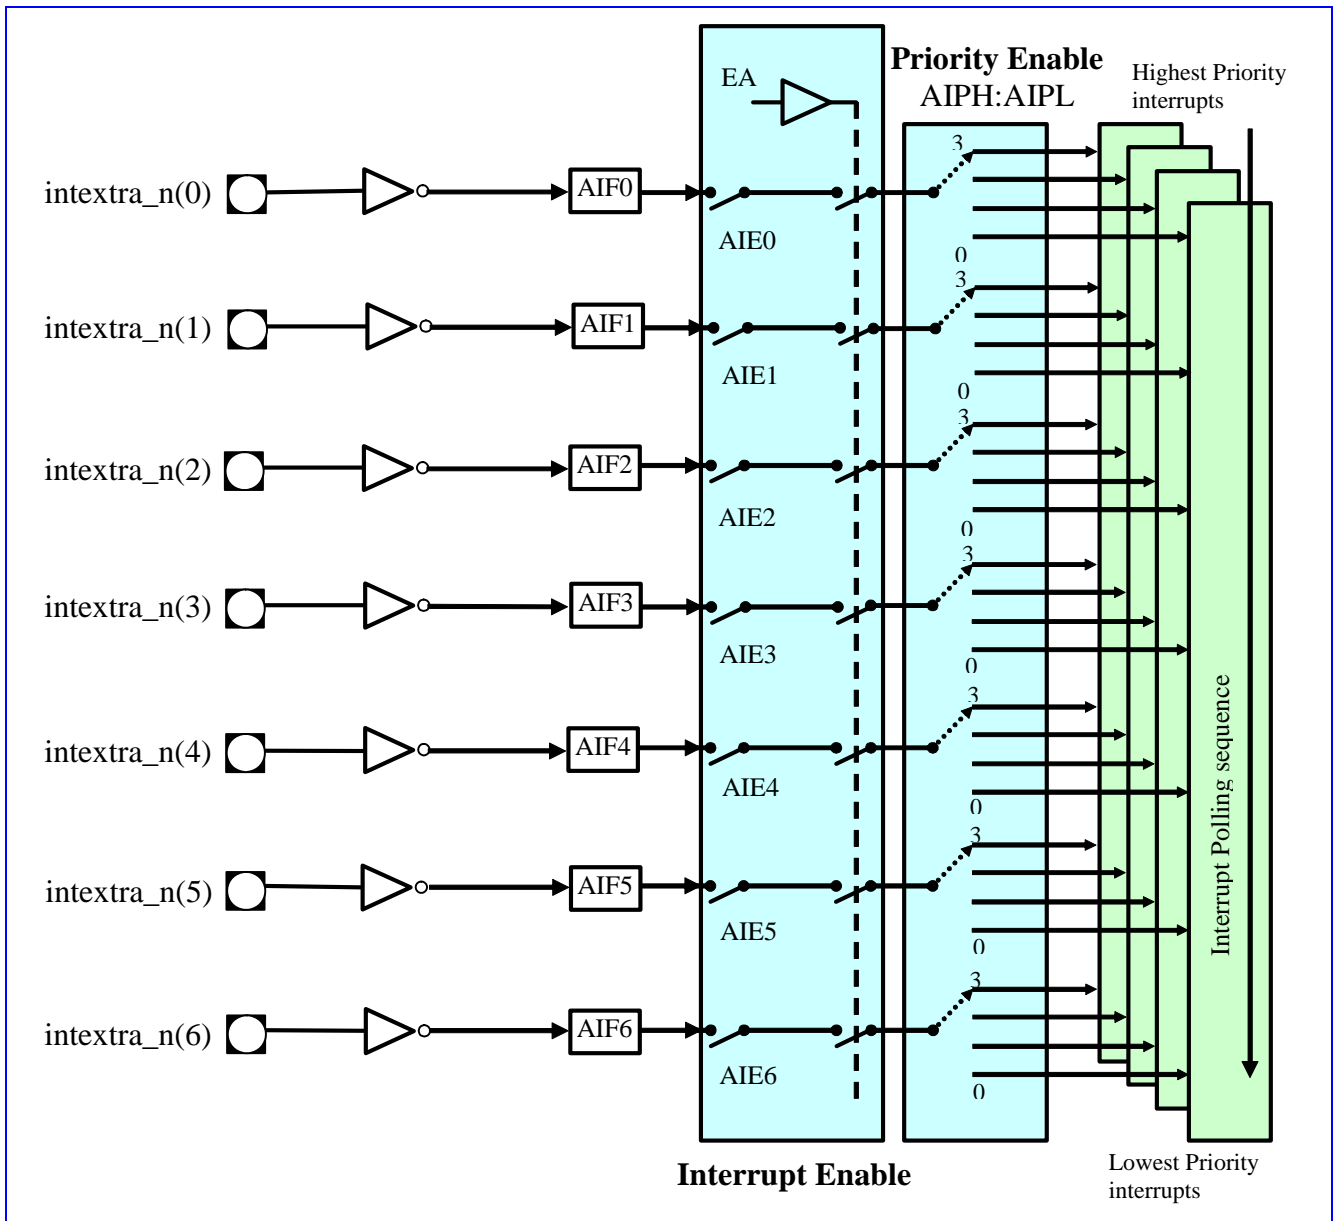 EA
Priority Enable
AIPH:AIPL
Highest Priority
interrupts
intextra_n(0)
AIF0
AIE0
3
0
intextra_n(1)
AIF1
AIE1
3
0
intextra_n(2)
AIF2
AIE2
3
0
intextra_n(3)
AIF3
AIE3
3
0
intextra_n(4)
AIF4
AIE4
3
0
intextra_n(5)
AIF5
AIE5
3
0
intextra_n(6)
AIF6
AIE6
3
0
Interrupt Polling sequence
Interrupt Enable
Lowest Priority
interrupts